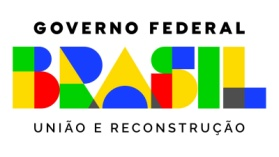 GOVERNO FEDERAL
BRASIL
UNIÃO E RECONSTRUÇÃO